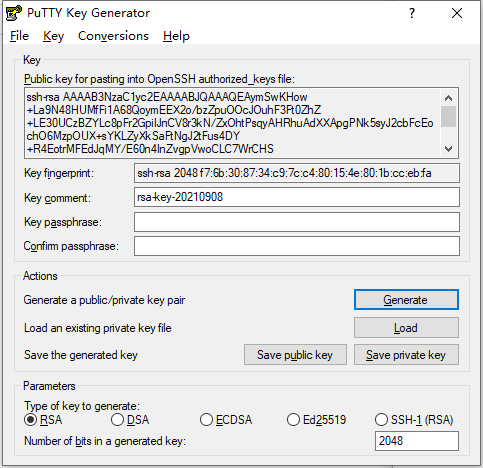 PuTTY Key Generator
File Key Conversions Help
Key
Public key for pasting into OpenSSH authorized_keys file:
ssh-rsa AAAAB3NzaC1yc2EAAAABJQAAAQEAymSwKHow
+La9N48HUMfFi1A68QoymEEX2o/bzZpuOOcJOuhF3Ft0ZhZ
+LE30UCzBZYLc8pFr2GpiIJnCV8r3kN/ZxOhtPsqyAHRhuAdXXApgPNk5syJ2cbFcEo
chO6MzpOUX+sYKLZyXkSaFtNgJ2tFus4DY
+R4EotrMFEdJqMY/E60n4InZvgpVwoCLC7WrCHS
Key fingerprint: ssh-rsa 2048 f7:6b:30:87:34:c9:7c:c4:80:15:4e:80:1b:cc:eb:fa
Key comment: rsa-key-20210908
Key passphrase:
Confirm passphrase:
Actions
Generate a public/private key pair Generate
Load an existing private key file Load
Save the generated key Save public key Save private key
Parameters
Type of key to generate:
RSA DSA ECDSA Ed25519 SSH-1 (RSA)
Number of bits in a generated key: 2048